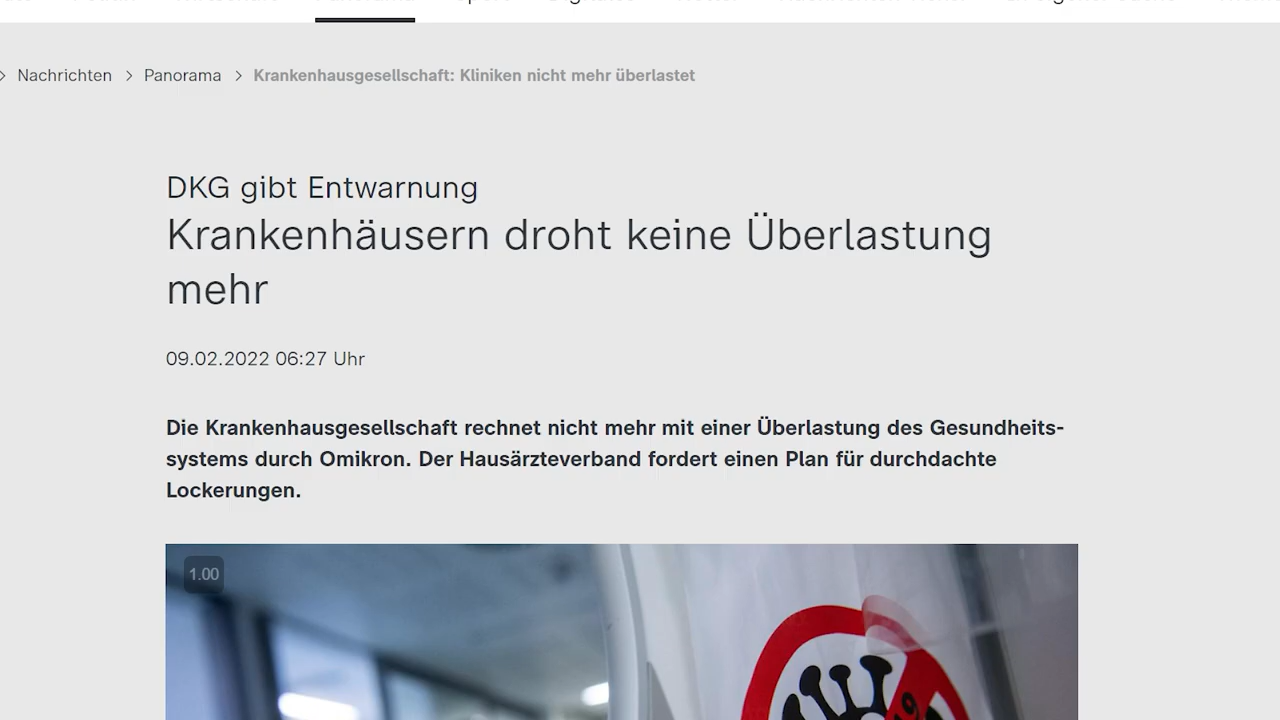 Nachrichten > Panorama > Krankenhausgesellschaft: Kliniken nicht mehr überlastet
DKG gibt Entwarnung
Krankenhäusern droht keine Überlastung
mehr
09.02.2022 06:27 Uhr
Die Krankenhausgesellschaft rechnet nicht mehr mit einer Überlastung des Gesundheits-
systems durch Omikron. Der Hausärzteverband fordert einen Plan für durchdachte
Lockerungen.
1.00
19